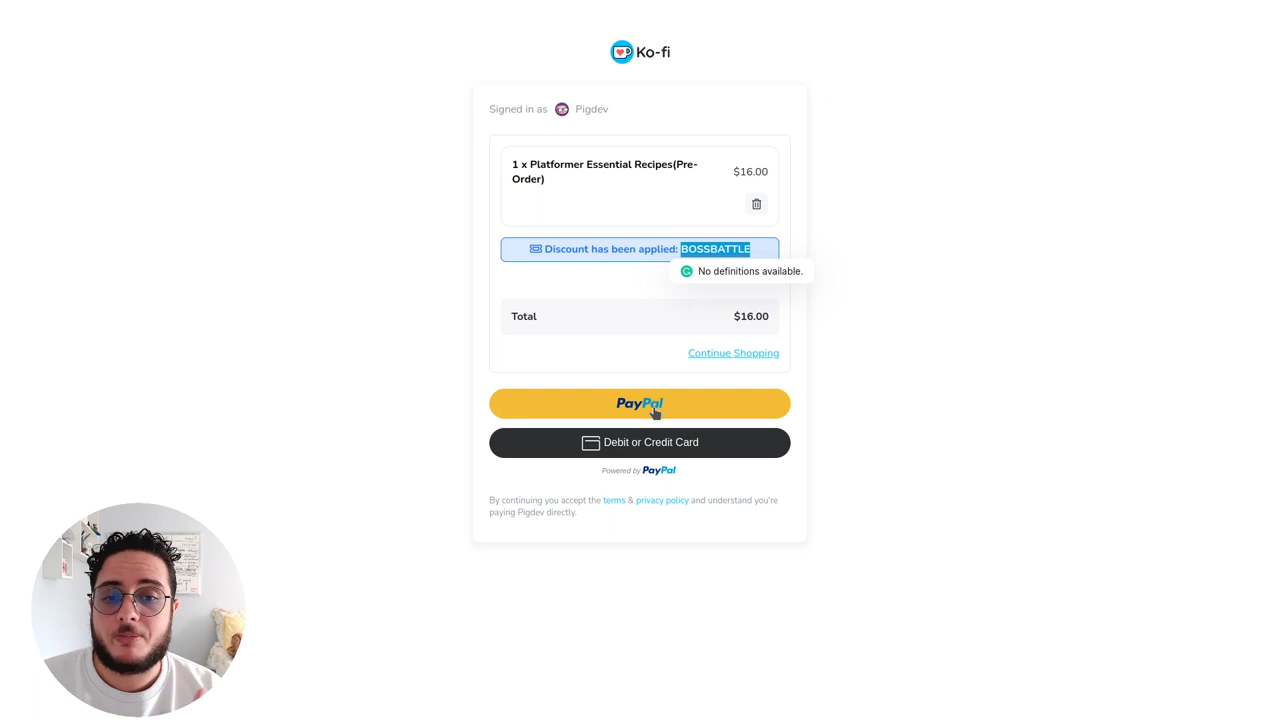 Ko-fi
Signed in as Pigdev
1 x Platformer Essential Recipes(Pre-
Order)
$16.00
Discount has been applied: BOSSBATTLE
No definitions available.
Total $16.00
Continue Shopping
PayPal
Debit or Credit Card
Powered by PayPal
By continuing you accept the terms & privacy policy and understand you're
paying Pigdev directly.